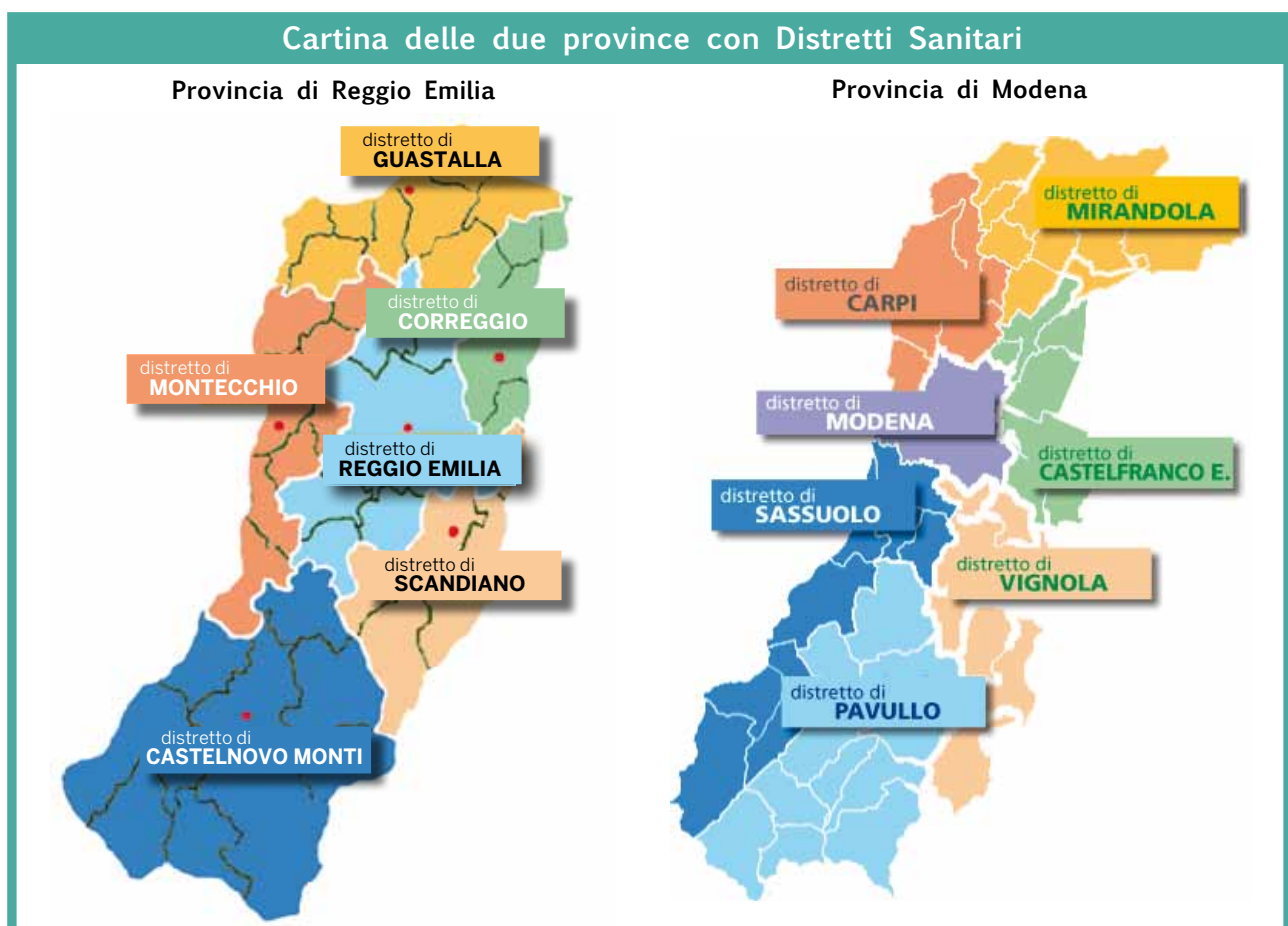 Cartina delle due province con Distretti Sanitari
Provincia di Reggio Emilia
distretto di
GUASTALLA
distretto di
CORREGGIO
distretto di
MONTECCHIO
distretto di
REGGIO EMILIA
distretto di
SCANDIANO
distretto di
CASTELNOVO MONTI
Provincia di Modena
distretto di
MIRANDOLA
distretto di
CARPI
distretto di
MODENA
distretto di
CASTELFRANCO E.
distretto di
SASSUOLO
distretto di
VIGNOLA
distretto di
PAVULLO